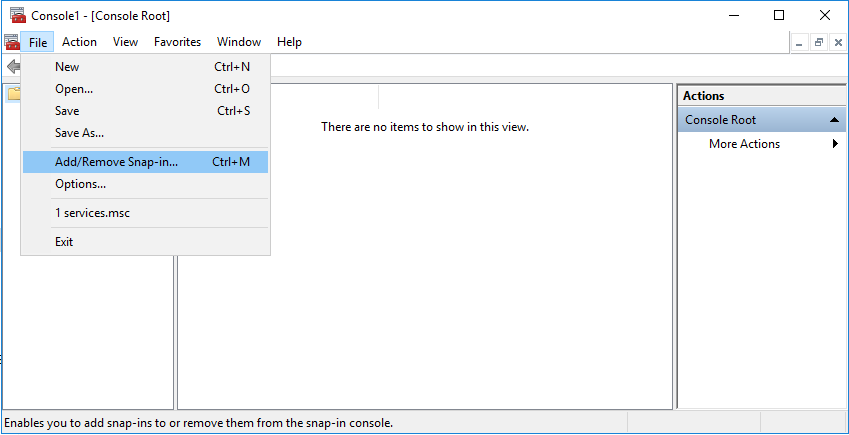 Console1 - [Console Root]
File Action View Favorites Window Help
New Ctrl+N
Open... Ctrl+O
Save Ctrl+S
Save As...
Add/Remove Snap-in... Ctrl+M
Options...
1 services.msc
Exit
There are no items to show in this view.
Actions
Console Root
More Actions
Enables you to add snap-ins to or remove them from the snap-in console.